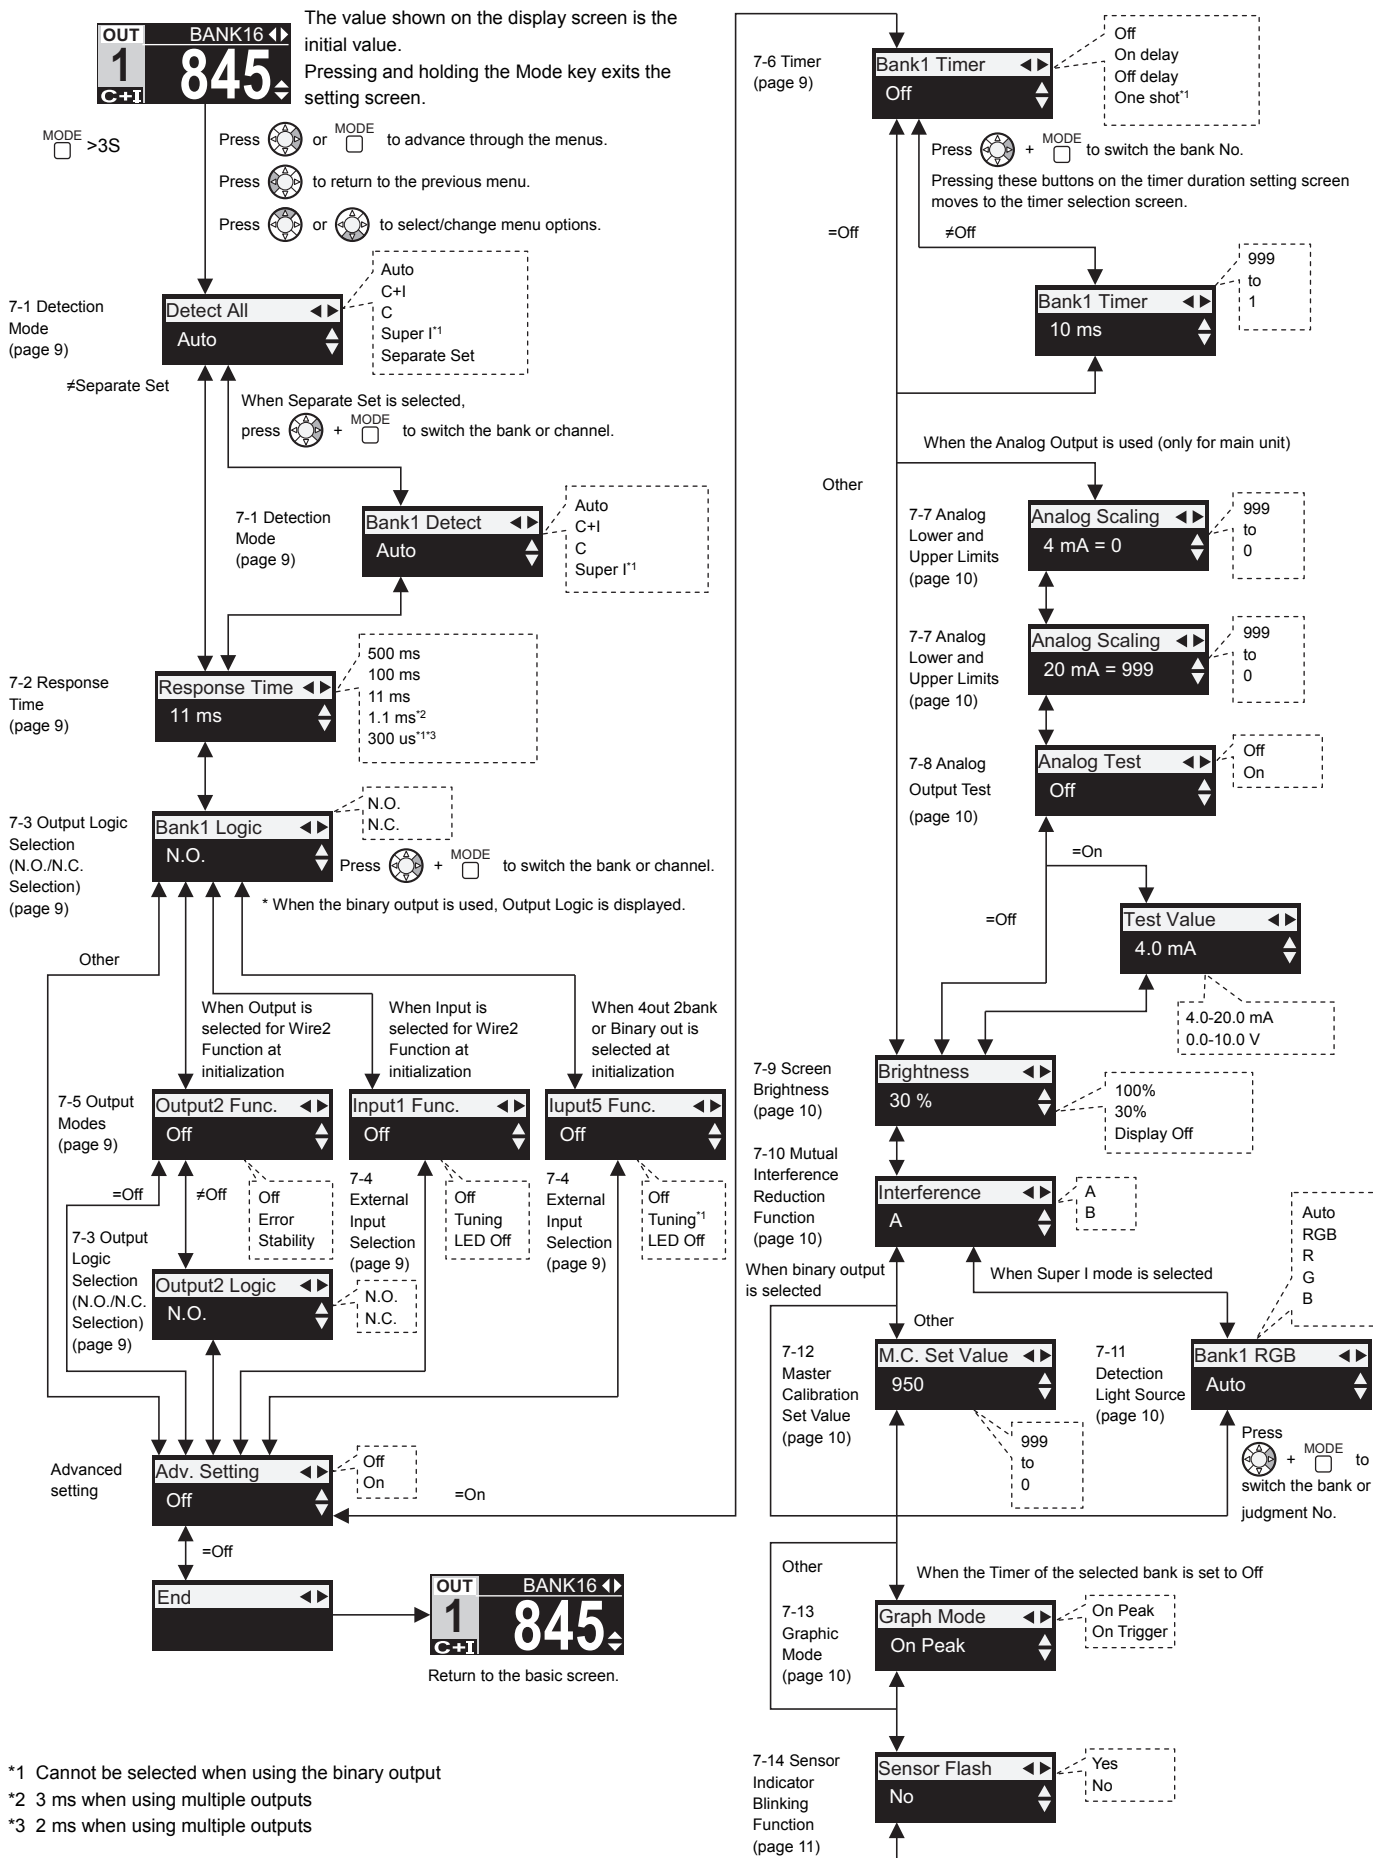 OUT
BANK16
1
845
C+I
The value shown on the display screen is the
initial value.
Pressing and holding the Mode key exits the
setting screen.
MODE
>3S
Press or MODE to advance through the menus.
Press to return to the previous menu.
Press or to select/change menu options.
7-1 Detection
Mode
(page 9)
Detect All
Auto
Auto
C+I
C
Super I*1
Separate Set
≠Separate Set
When Separate Set is selected,
press + MODE to switch the bank or channel.
7-1 Detection
Mode
(page 9)
Bank1 Detect
Auto
Auto
C+I
C
Super I*1
7-2 Response
Time
(page 9)
Response Time
11 ms
500 ms
100 ms
11 ms
1.1 ms*2
300 us*1*3
7-3 Output Logic
Selection
(N.O./N.C.
Selection)
(page 9)
Bank1 Logic
N.O.
N.O.
N.C.
Press + MODE to switch the bank or channel.
* When the binary output is used, Output Logic is displayed.
Other
When Output is
selected for Wire2
Function at
initialization
When Input is
selected for Wire2
Function at
initialization
When 4out 2bank
or Binary out is
selected at
initialization
7-5 Output
Modes
(page 9)
Output2 Func.
Off
Input1 Func.
Off
Iuput5 Func.
Off
=Off
≠Off
Off
Error
Stability
7-4
External
Input
Selection
(page 9)
Off
Tuning
LED Off
7-4
External
Input
Selection
(page 9)
Off
Tuning*1
LED Off
7-3 Output
Logic
Selection
(N.O./N.C.
Selection)
(page 9)
Output2 Logic
N.O.
N.O.
N.C.
Advanced
setting
Adv. Setting
Off
Off
On
=On
=Off
End
OUT
BANK16
1
845
C+I
Return to the basic screen.
*1 Cannot be selected when using the binary output
*2 3 ms when using multiple outputs
*3 2 ms when using multiple outputs
7-6 Timer
(page 9)
Bank1 Timer
Off
Off
On delay
Off delay
One shot*1
Press + MODE to switch the bank No.
Pressing these buttons on the timer duration setting screen
moves to the timer selection screen.
=Off
≠Off
Bank1 Timer
10 ms
999
to
1
When the Analog Output is used (only for main unit)
Other
7-7 Analog
Lower and
Upper Limits
(page 10)
Analog Scaling
4 mA = 0
999
to
0
7-7 Analog
Lower and
Upper Limits
(page 10)
Analog Scaling
20 mA = 999
999
to
0
7-8 Analog
Output Test
(page 10)
Analog Test
Off
Off
On
=On
=Off
Test Value
4.0 mA
4.0-20.0 mA
0.0-10.0 V
7-9 Screen
Brightness
(page 10)
Brightness
30 %
100%
30%
Display Off
7-10 Mutual
Interference
Reduction
Function
(page 10)
Interference
A
A
B
Auto
RGB
R
G
B
When binary output
is selected
When Super I mode is selected
Other
7-12
Master
Calibration
Set Value
(page 10)
M.C. Set Value
950
999
to
0
7-11
Detection
Light Source
(page 10)
Bank1 RGB
Auto
Press
+ MODE to
switch the bank or
judgment No.
Other
When the Timer of the selected bank is set to Off
7-13
Graphic
Mode
(page 10)
Graph Mode
On Peak
On Peak
On Trigger
7-14 Sensor
Indicator
Blinking
Function
(page 11)
Sensor Flash
No
Yes
No